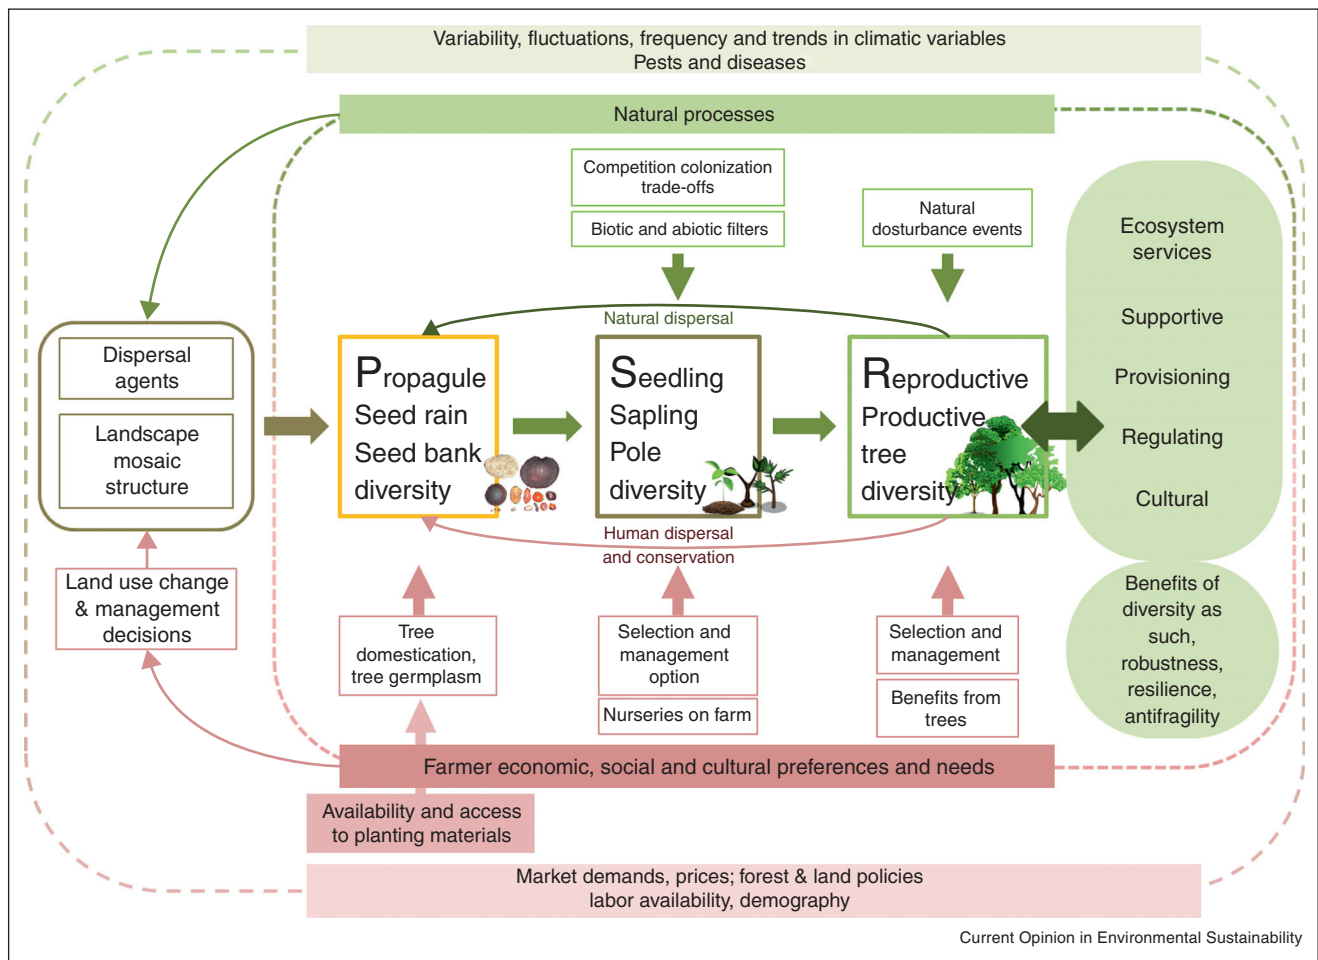 Variability, fluctuations, frequency and trends in climatic variables
Pests and diseases
Natural processes
Competition colonization
trade-offs
Biotic and abiotic filters
Natural
dosturbance events
Ecosystem
services
Supportive
Provisioning
Regulating
Cultural
Natural dispersal
Dispersal
agents
Landscape
mosaic
structure
Propagule
Seed rain
Seed bank
diversity
Seedling
Sapling
Pole
diversity
Reproductive
Productive
tree
diversity
Human dispersal
and conservation
Land use change
& management
decisions
Tree
domestication,
tree germplasm
Selection and
management
option
Nurseries on farm
Selection and
management
Benefits from
trees
Benefits of
diversity as
such,
robustness,
resilience,
antifragility
Farmer economic, social and cultural preferences and needs
Availability and access
to planting materials
Market demands, prices; forest & land policies
labor availability, demography
Current Opinion in Environmental Sustainability